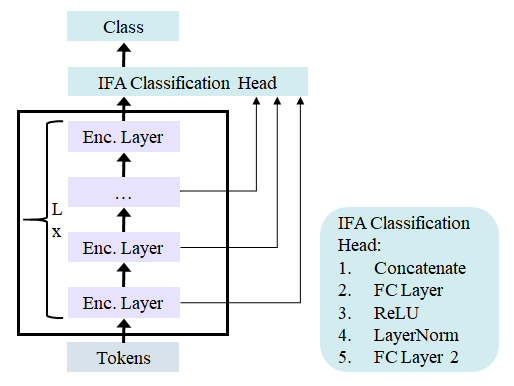 Class
IFA Classification Head
Enc. Layer
...
L
x
Enc. Layer
Enc. Layer
Tokens
IFA Classification
Head:
1. Concatenate
2. FC Layer
3. ReLU
4. LayerNorm
5. FC Layer 2